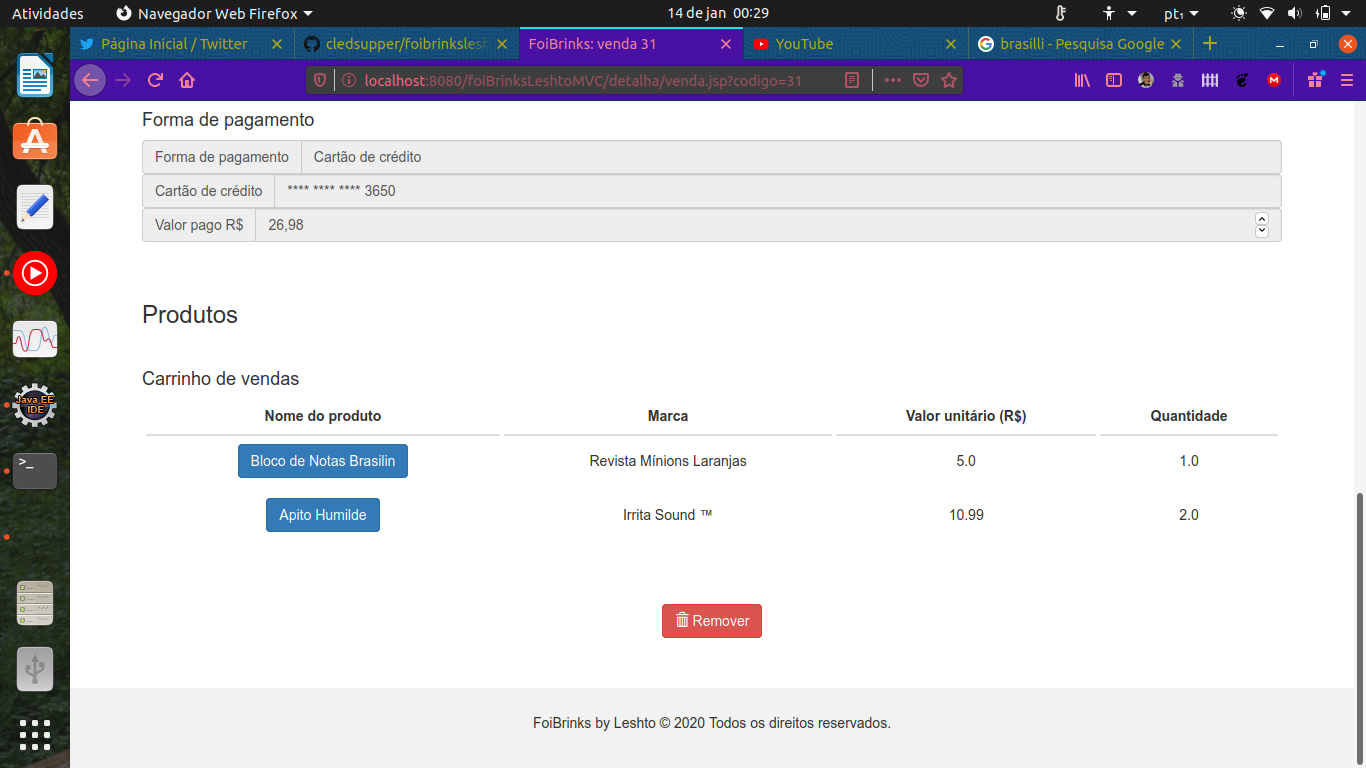 Atividades Navegador Web Firefox 14 de jan 00:29 pt₁
Página Inicial / Twitter cledsupper/foibrinkslesh FoiBrinks: venda 31 YouTube brasilli - Pesquisa Google
localhost:8080/foiBrinksLeshtoMVC/detalha/venda.jsp?codigo=31
Forma de pagamento
Forma de pagamento Cartão de crédito
Cartão de crédito **** **** **** 3650
Valor pago R$ 26,98
Produtos
Carrinho de vendas
Nome do produto Marca Valor unitário (R$) Quantidade
Bloco de Notas Brasilin Revista Mínions Laranjas 5.0 1.0
Apito Humilde Irrita Sound ™ 10.99 2.0
Remover
FoiBrinks by Leshto © 2020 Todos os direitos reservados.
Java EE
IDE
>_